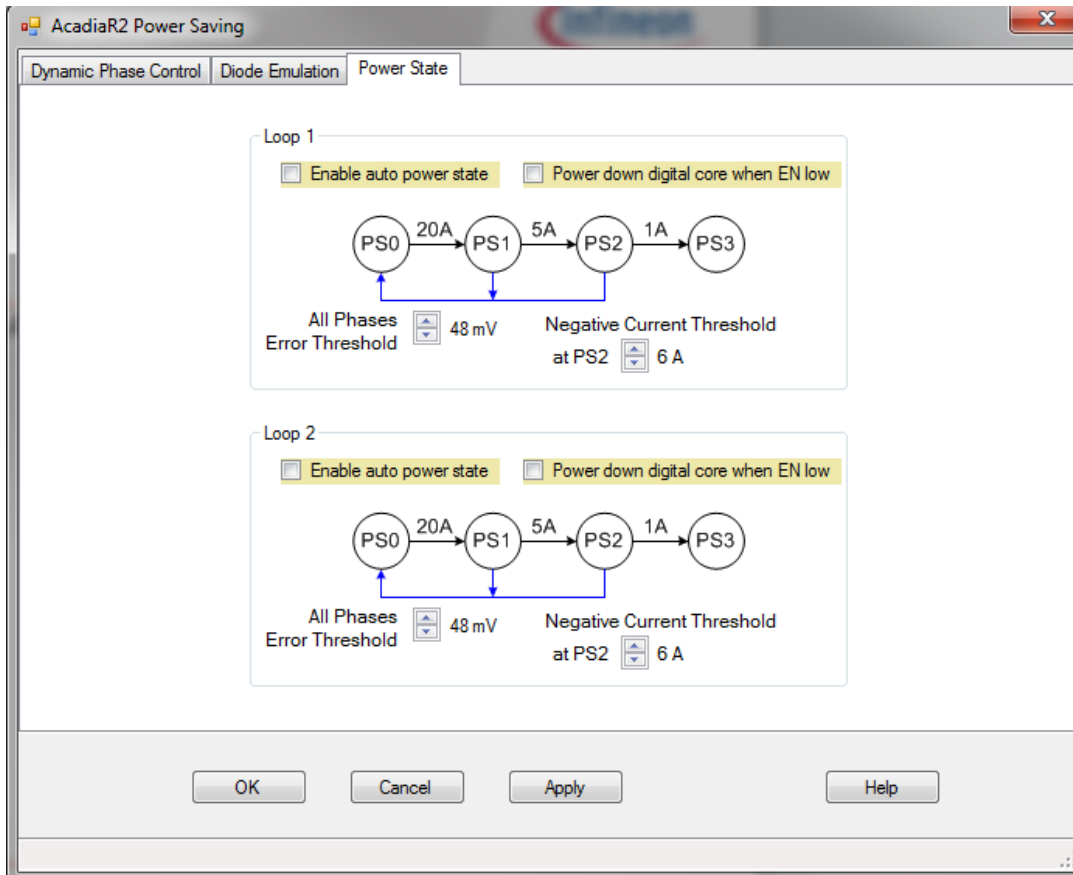 AcadiaR2 Power Saving
infineon
Dynamic Phase Control Diode Emulation Power State
Loop 1
Enable auto power state Power down digital core when EN low
20A 5A 1A
PS0 PS1 PS2 PS3
All Phases
Error Threshold
48 mV
Negative Current Threshold
at PS2 6 A
Loop 2
Enable auto power state Power down digital core when EN low
20A 5A 1A
PS0 PS1 PS2 PS3
All Phases
Error Threshold
48 mV
Negative Current Threshold
at PS2 6 A
OK Cancel Apply Help